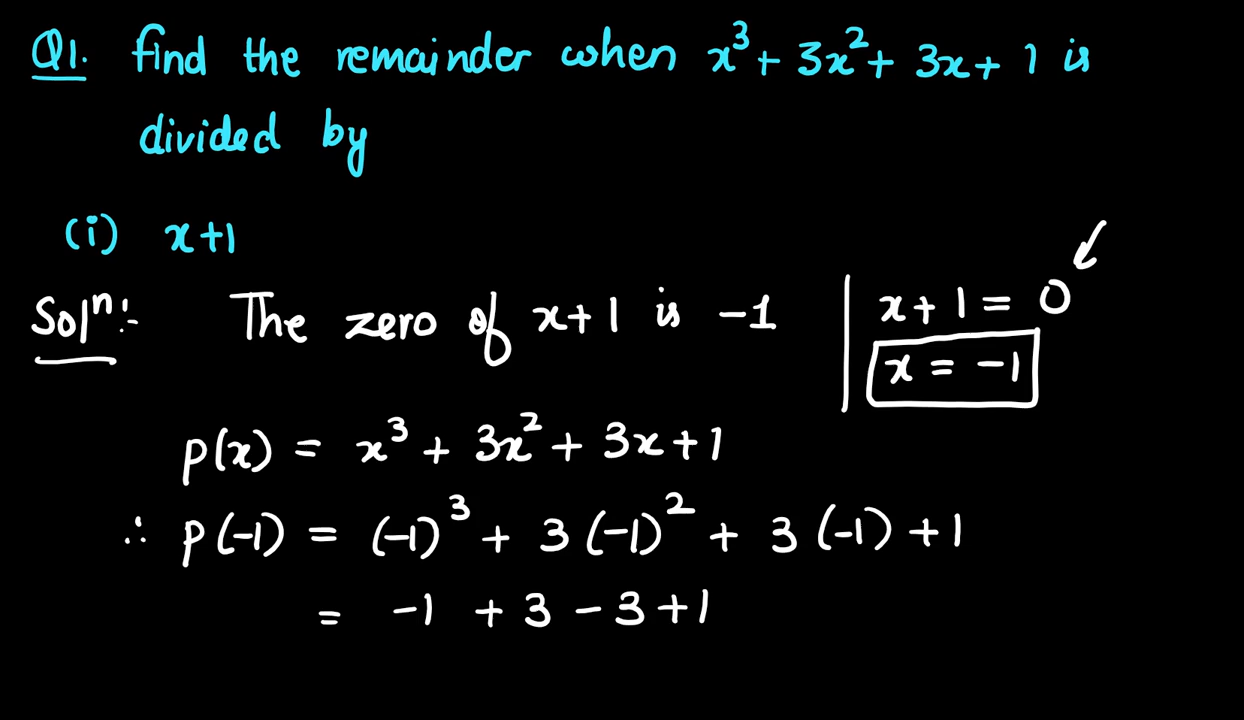 Q1. find the remainder when x³ + 3x² + 3x + 1 is
divided by
(i) x+1
Solⁿ:- The zero of x+1 is -1
x + 1 = 0
x = -1
p(x) = x³ + 3x² + 3x + 1
∴ p(-1) = (-1)³ + 3(-1)² + 3(-1) + 1
= -1 + 3 - 3 + 1